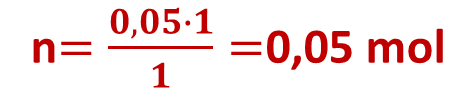 n= 0,05·1/1 =0,05 mol